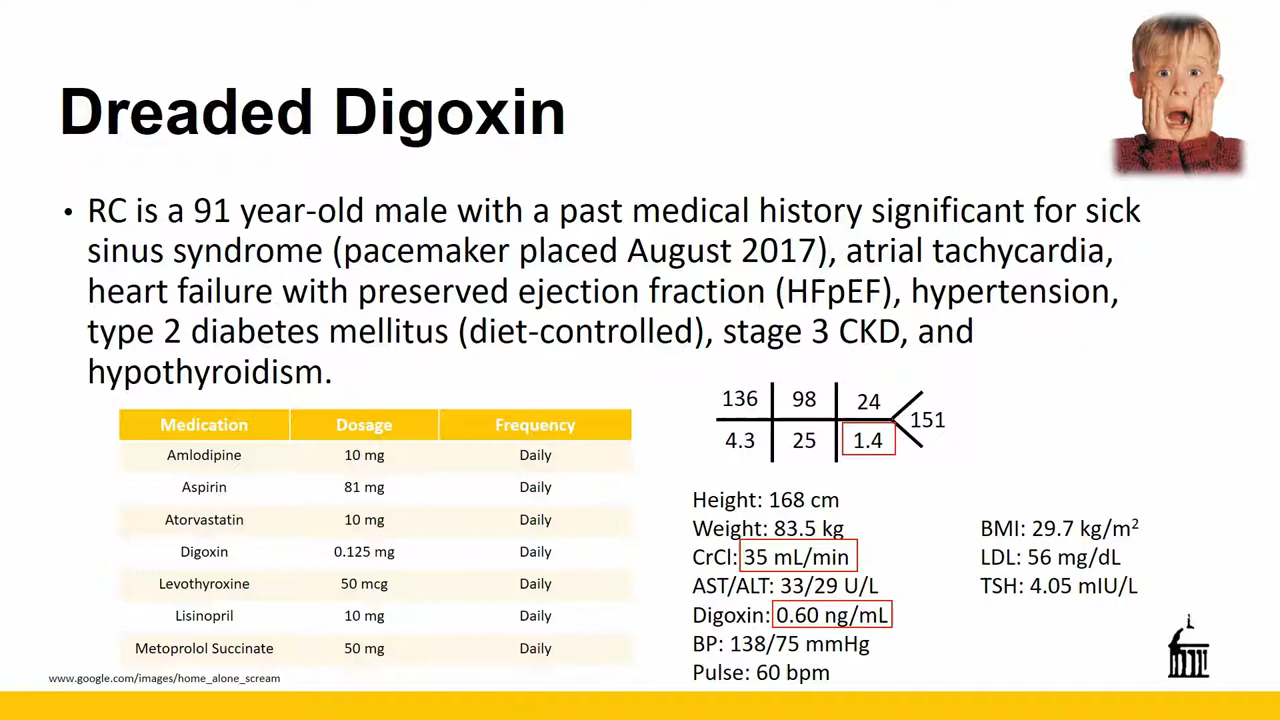 Dreaded Digoxin
• RC is a 91 year-old male with a past medical history significant for sick
sinus syndrome (pacemaker placed August 2017), atrial tachycardia,
heart failure with preserved ejection fraction (HFpEF), hypertension,
type 2 diabetes mellitus (diet-controlled), stage 3 CKD, and
hypothyroidism.
Medication Dosage Frequency
Amlodipine 10 mg Daily
Aspirin 81 mg Daily
Atorvastatin 10 mg Daily
Digoxin 0.125 mg Daily
Levothyroxine 50 mcg Daily
Lisinopril 10 mg Daily
Metoprolol Succinate 50 mg Daily
136 98 24
151
4.3 25 1.4
Height: 168 cm
Weight: 83.5 kg
CrCl: 35 mL/min
AST/ALT: 33/29 U/L
Digoxin: 0.60 ng/mL
BP: 138/75 mmHg
Pulse: 60 bpm
BMI: 29.7 kg/m²
LDL: 56 mg/dL
TSH: 4.05 mIU/L
www.google.com/images/home_alone_scream